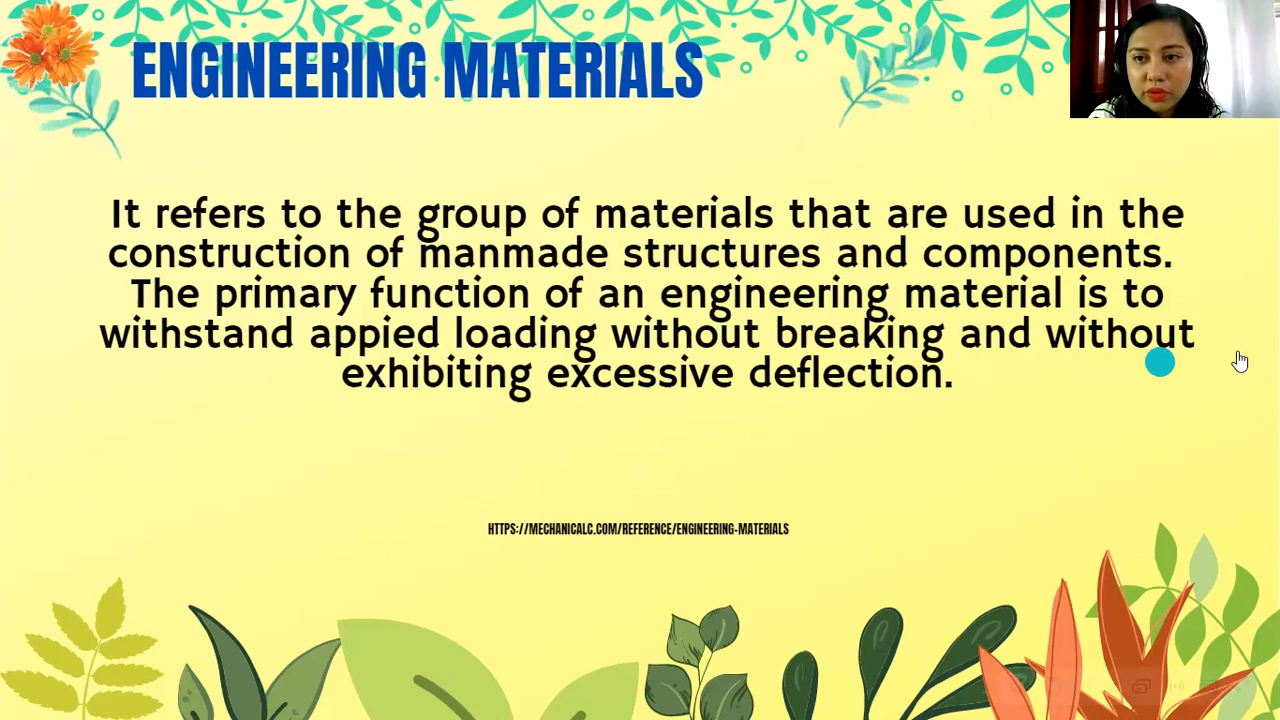 ENGINEERING MATERIALS
It refers to the group of materials that are used in the
construction of manmade structures and components.
The primary function of an engineering material is to
withstand appied loading without breaking and without
exhibiting excessive deflection.
HTTPS://MECHANICALC.COM/REFERENCE/ENGINEERING-MATERIALS